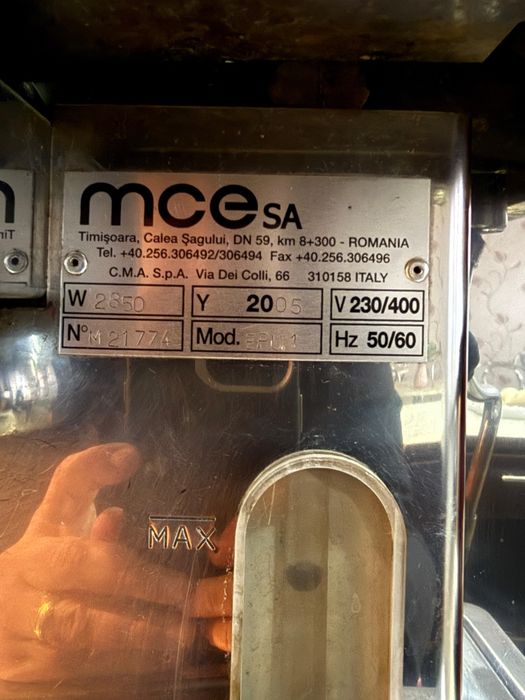 mce SA
Timişoara, Calea Şagului, DN 59, km 8+300 - ROMANIA
Tel. +40.256.306492/306494 Fax +40.256.306496
C.M.A. S.p.A. Via Dei Colli, 66 310158 ITALY
W 2850 Y 2005 V 230/400
N° M 21774 Mod. Hz 50/60
MAX